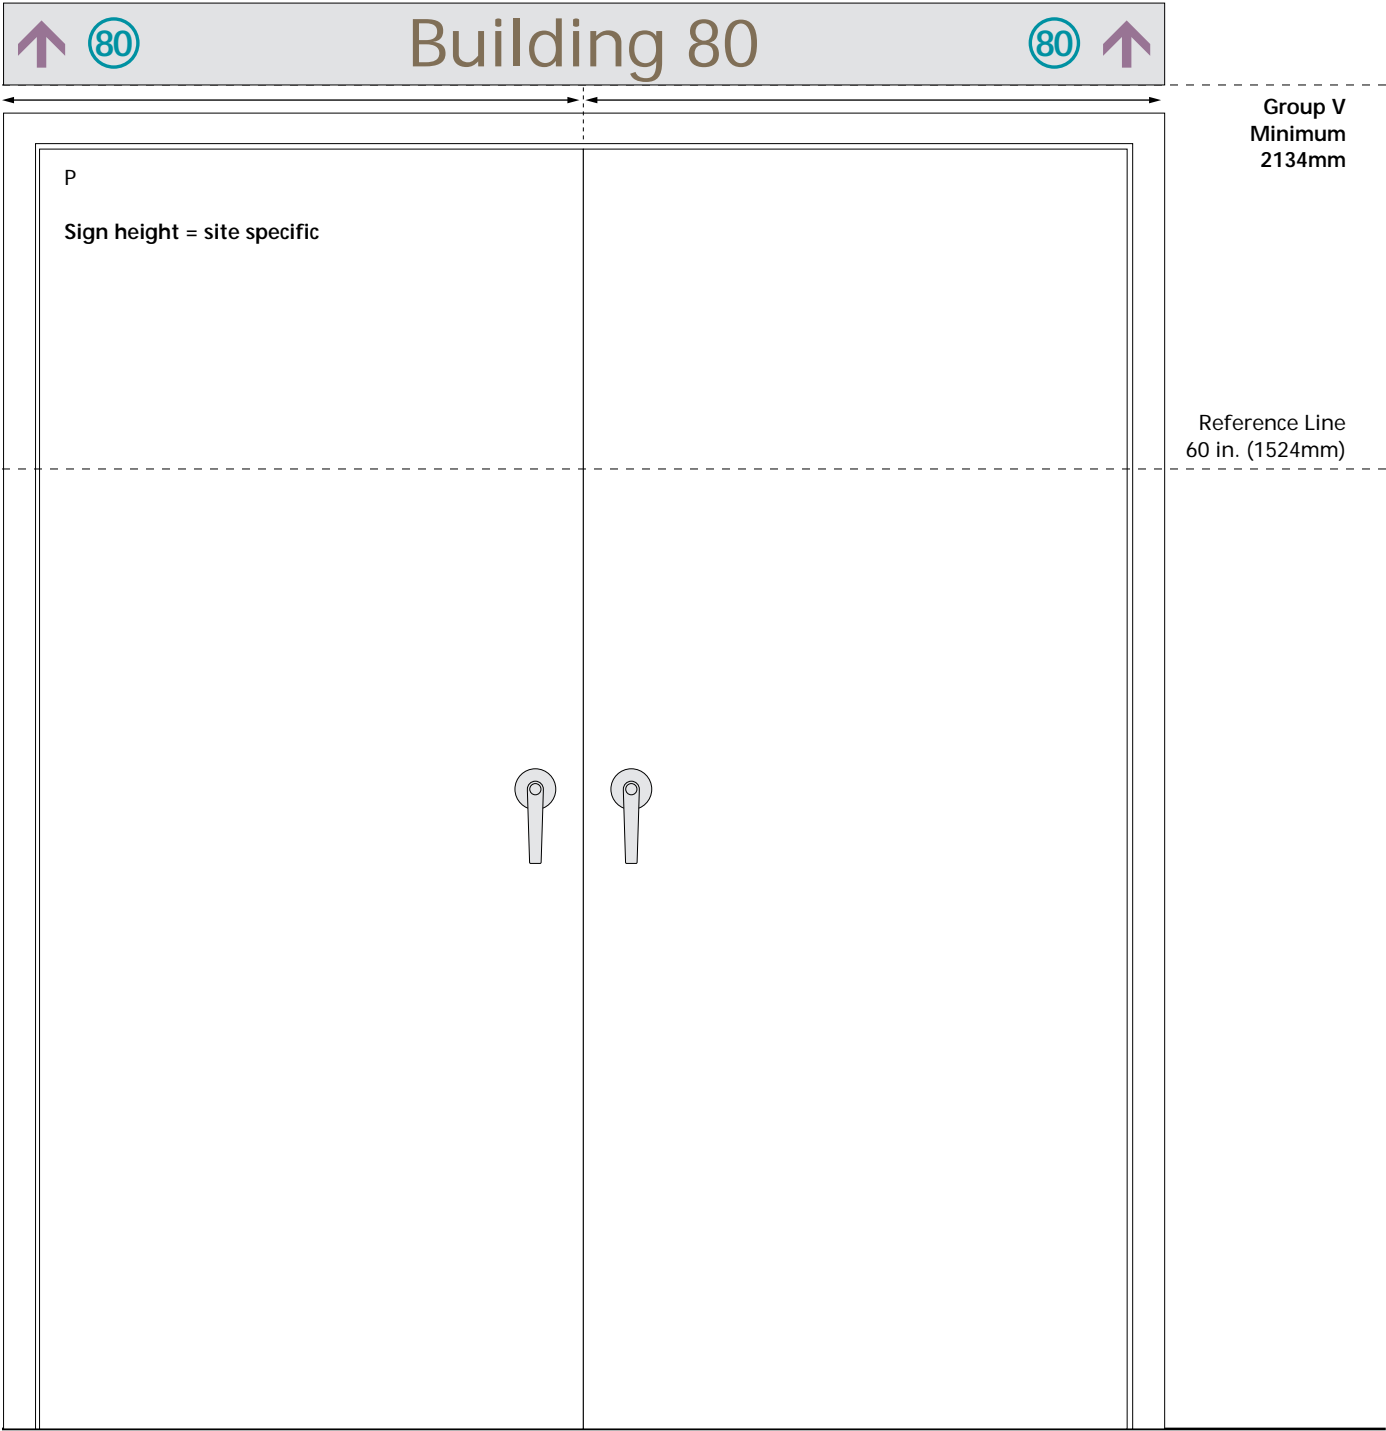 80 Building 80 80
Group V
Minimum
2134mm
P
Sign height = site specific
Reference Line
60 in. (1524mm)